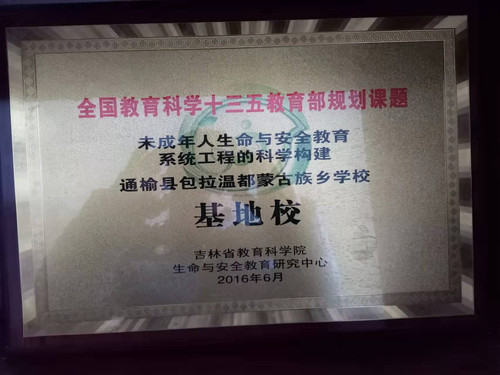 全国教育科学十三五教育部规划课题
未成年人生命与安全教育
系统工程的科学构建
通榆县包拉温都蒙古族乡学校
基地校
吉林省教育科学院
生命与安全教育研究中心
2016年6月